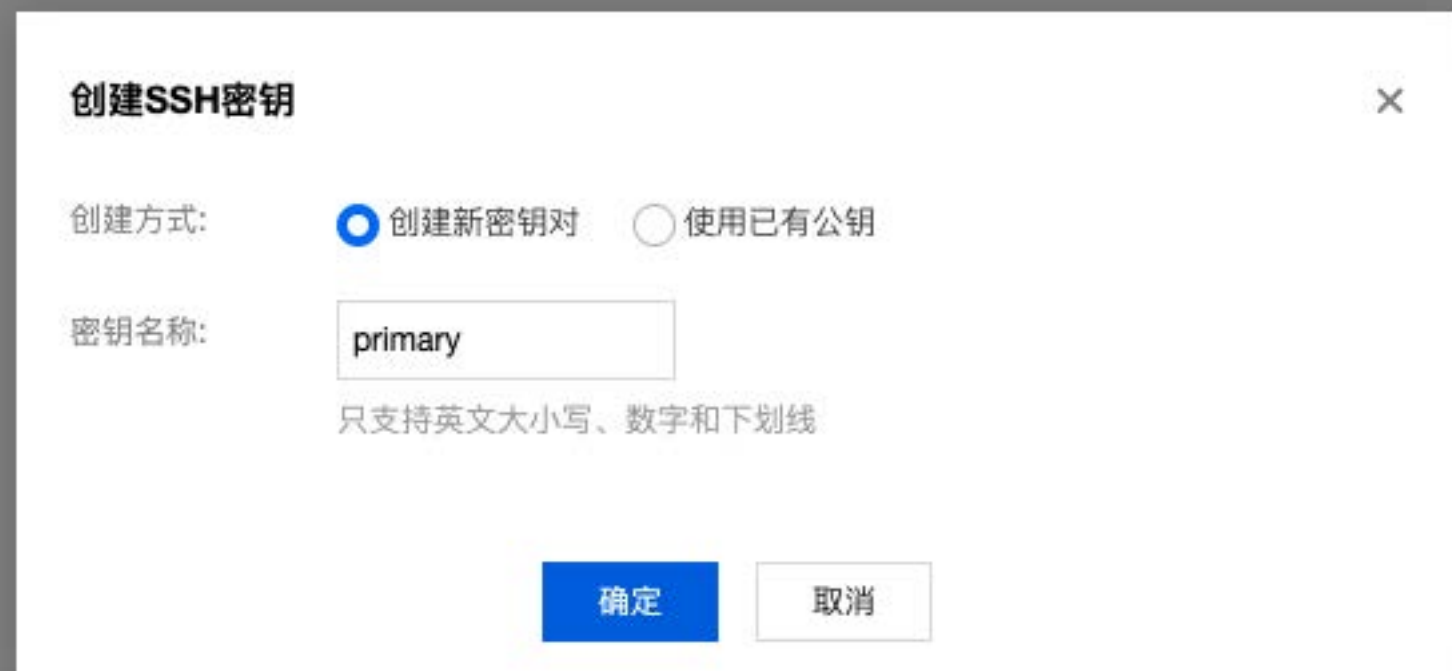 创建SSH密钥
创建方式: 创建新密钥对 使用已有公钥
密钥名称: primary
只支持英文大小写、数字和下划线
确定 取消